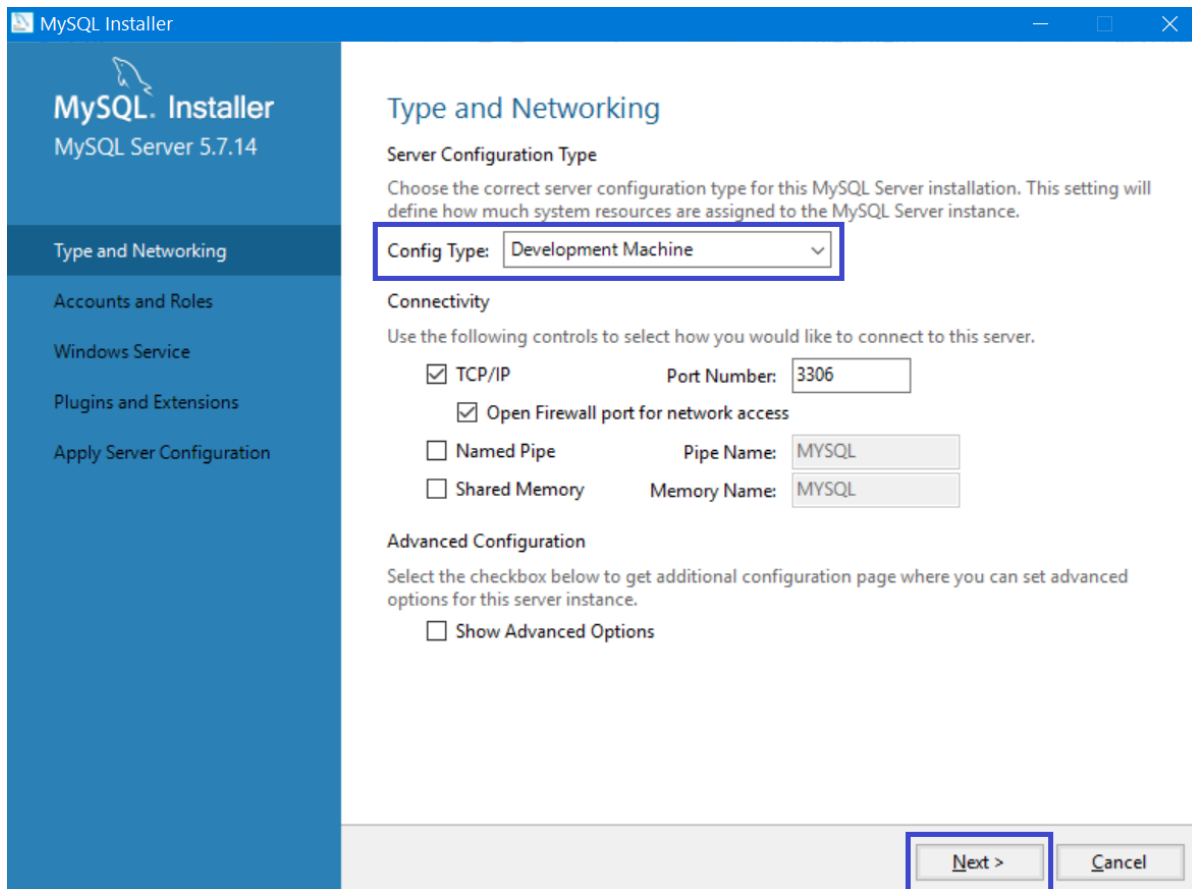 MySQL Installer
MySQL. Installer
MySQL Server 5.7.14
Type and Networking
Accounts and Roles
Windows Service
Plugins and Extensions
Apply Server Configuration
Type and Networking
Server Configuration Type
Choose the correct server configuration type for this MySQL Server installation. This setting will
define how much system resources are assigned to the MySQL Server instance.
Config Type: Development Machine
Connectivity
Use the following controls to select how you would like to connect to this server.
TCP/IP Port Number: 3306
Open Firewall port for network access
Named Pipe Pipe Name: MYSQL
Shared Memory Memory Name: MYSQL
Advanced Configuration
Select the checkbox below to get additional configuration page where you can set advanced
options for this server instance.
Show Advanced Options
Next > Cancel